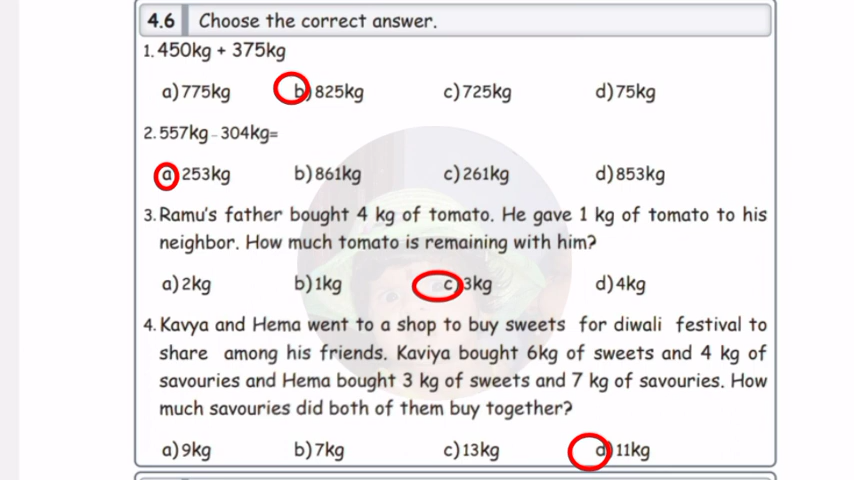 4.6 Choose the correct answer.
1. 450kg + 375kg
a) 775kg b) 825kg c) 725kg d) 75kg
2. 557kg - 304kg=
a) 253kg b) 861kg c) 261kg d) 853kg
3. Ramu's father bought 4 kg of tomato. He gave 1 kg of tomato to his
neighbor. How much tomato is remaining with him?
a) 2kg b) 1kg c) 3kg d) 4kg
4. Kavya and Hema went to a shop to buy sweets for diwali festival to
share among his friends. Kaviya bought 6kg of sweets and 4 kg of
savouries and Hema bought 3 kg of sweets and 7 kg of savouries. How
much savouries did both of them buy together?
a) 9kg b) 7kg c) 13kg d) 11kg